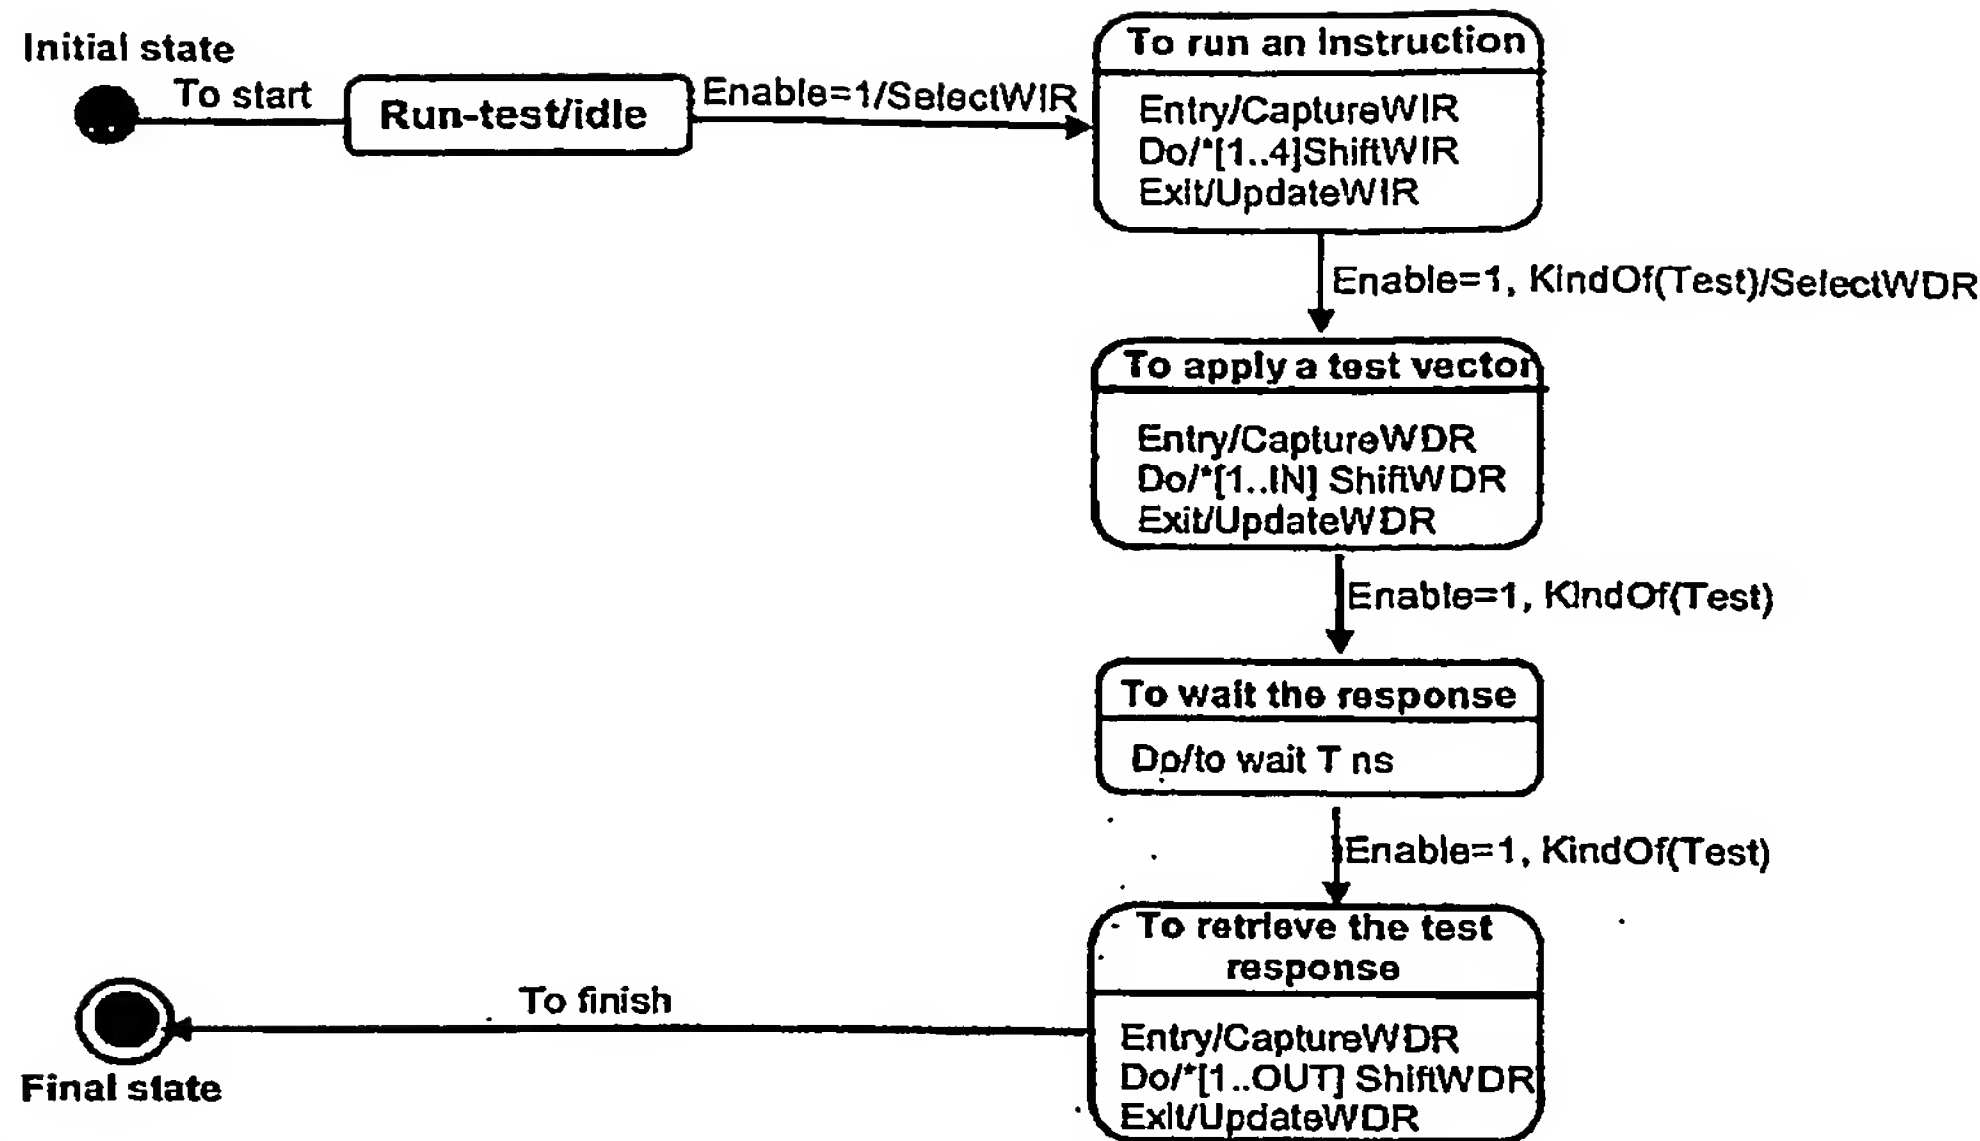 Initial state
To start
Run-test/idle
Enable=1/SelectWIR
To run an Instruction
Entry/CaptureWIR
Do/*[1..4]ShiftWIR
Exit/UpdateWIR
Enable=1, KindOf(Test)/SelectWDR
To apply a test vector
Entry/CaptureWDR
Do/*[1..IN] ShiftWDR
Exit/UpdateWDR
Enable=1, KindOf(Test)
To wait the response
Do/to wait T ns
Enable=1, KindOf(Test)
To retrieve the test
response
Entry/CaptureWDR
Do/*[1..OUT] ShiftWDR
Exit/UpdateWDR
To finish
Final state